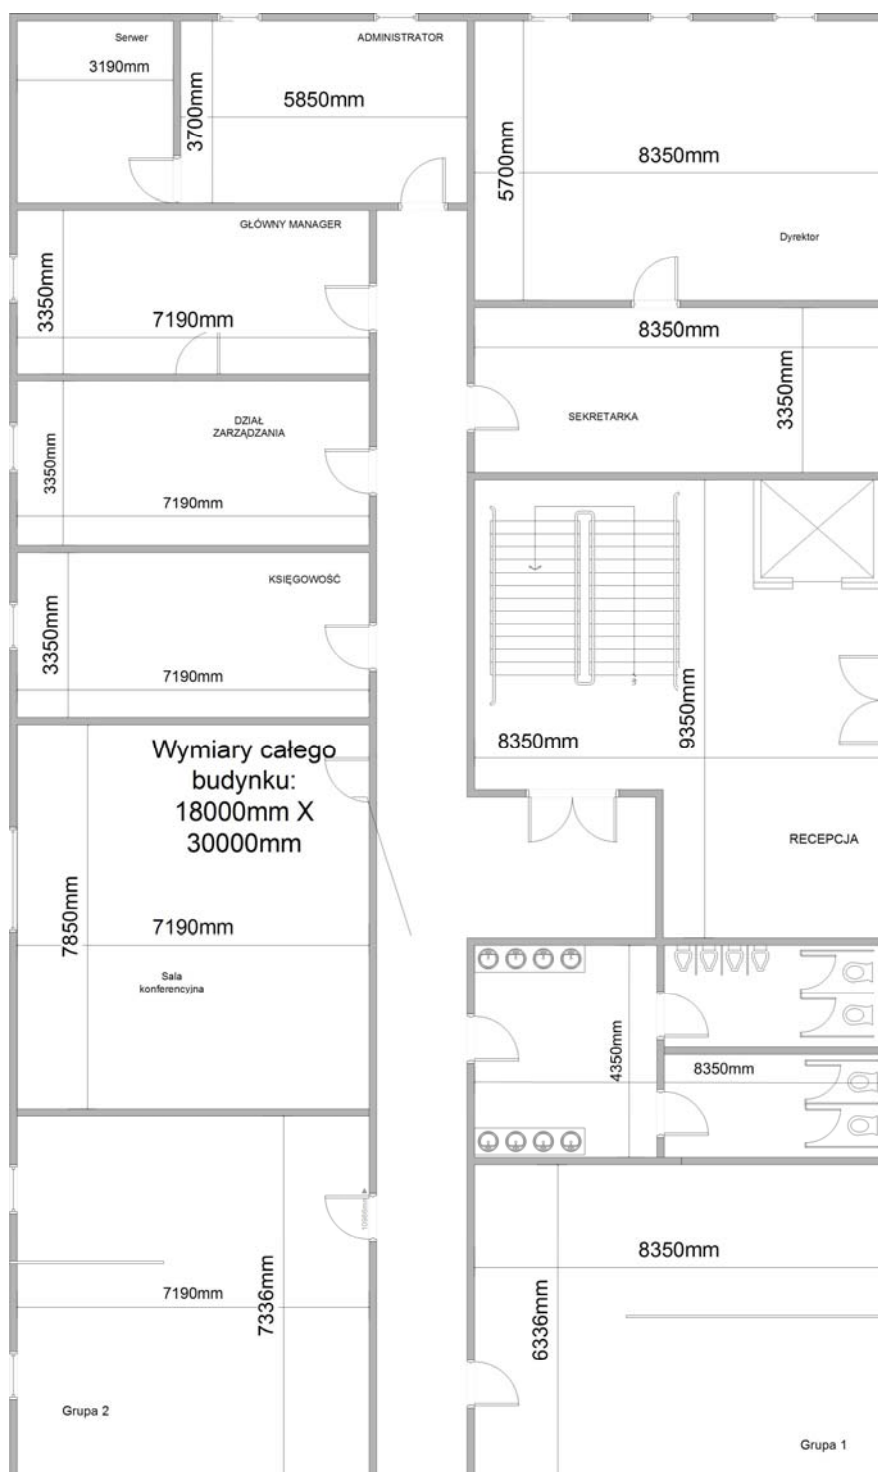 Serwer
3190mm
ADMINISTRATOR
5850mm
3700mm
8350mm
5700mm
Dyrektor
GŁÓWNY MANAGER
3350mm
7190mm
8350mm
3350mm
SEKRETARKA
DZIAŁ
ZARZĄDZANIA
3350mm
7190mm
KSIĘGOWOŚĆ
3350mm
7190mm
8350mm
9350mm
RECEPCJA
Wymiary całego
budynku:
18000mm X
30000mm
7850mm
7190mm
Sala
konferencyjna
4350mm
8350mm
7336mm
7190mm
Grupa 2
8350mm
6336mm
Grupa 1